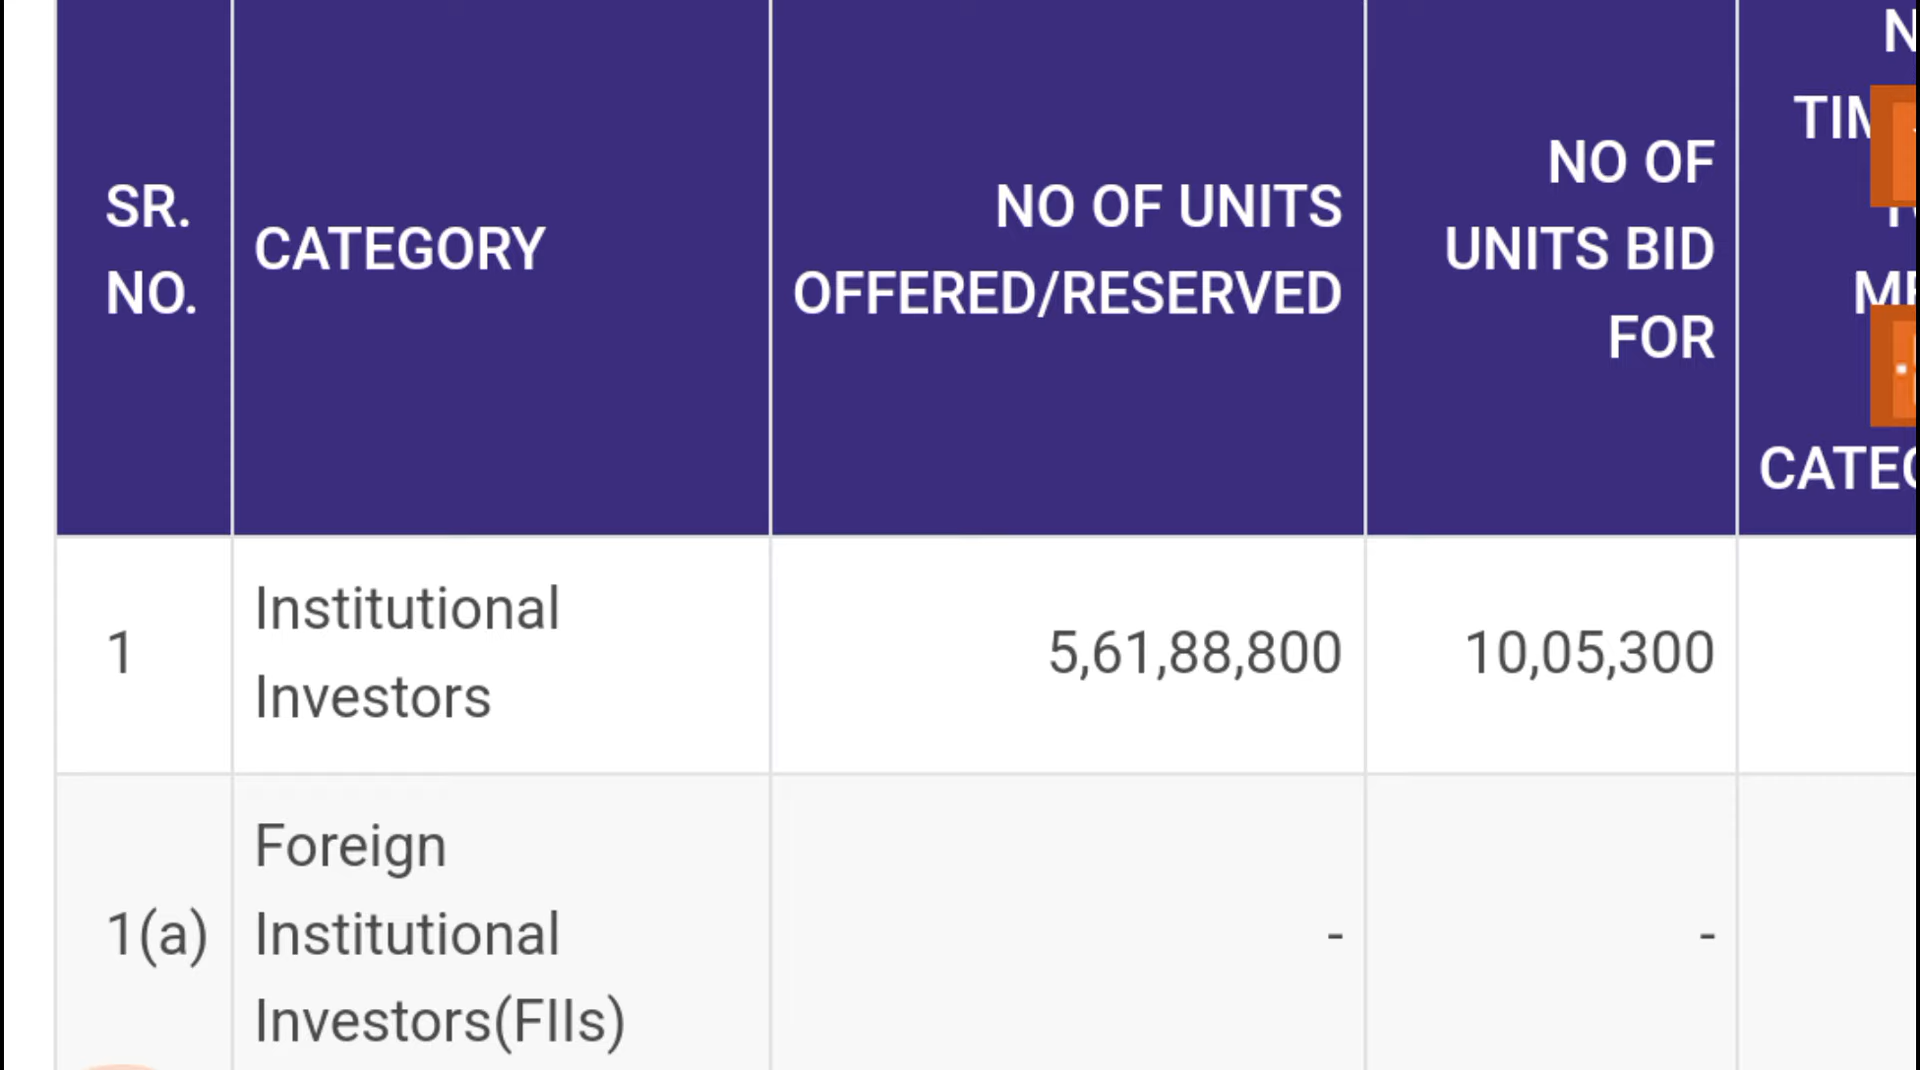 SR.
NO.
CATEGORY
NO OF UNITS
OFFERED/RESERVED
NO OF
UNITS BID
FOR
1
Institutional
Investors
5,61,88,800
10,05,300
1(a)
Foreign
Institutional
Investors(FIIs)
-
-